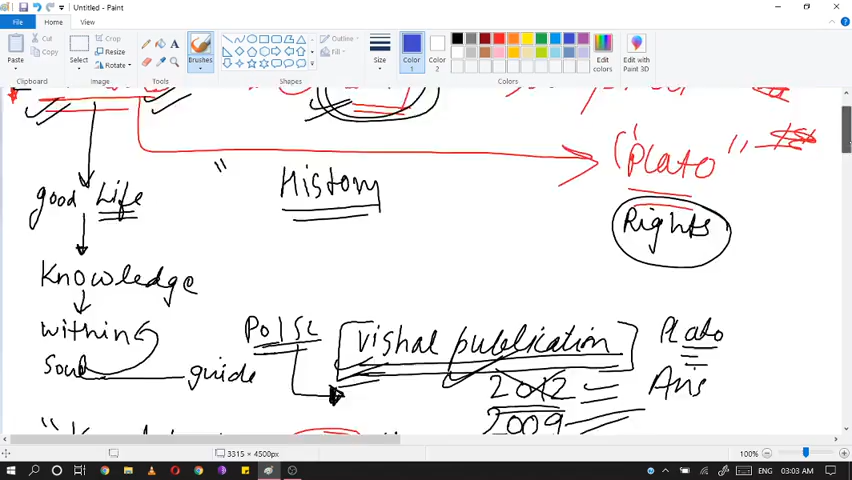 Untitled - Paint
File Home View
Paste Cut Copy Select Crop Resize Rotate Brushes Outline Fill Size Color 1 Color 2 Edit colors Edit with Paint 3D
Clipboard Image Tools Shapes Colors
"Plato"
" History
good Life
Rights
Knowledge
within Polsc vishal publication Plato
Soul guide 2012 Ans
2009
"
3315 × 4500px 100%
ENG 03:03 AM